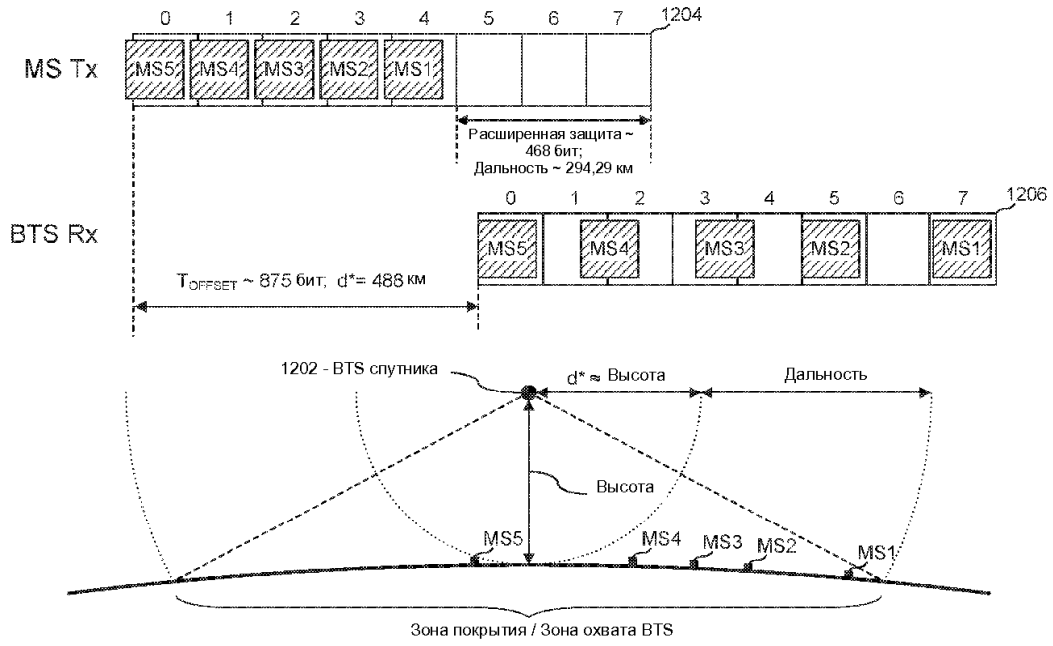 0 1 2 3 4 5 6 7 1204
MS Tx MS5 MS4 MS3 MS2 MS1
Расширенная защита ~
468 бит;
Дальность ~ 294,29 км
0 1 2 3 4 5 6 7 1206
BTS Rx MS5 MS4 MS3 MS2 MS1
TOFFSET ~ 875 бит; d*= 488 км
1202 - BTS спутника
d* ≈ Высота
Дальность
Высота
MS5 MS4 MS3 MS2 MS1
Зона покрытия / Зона охвата BTS